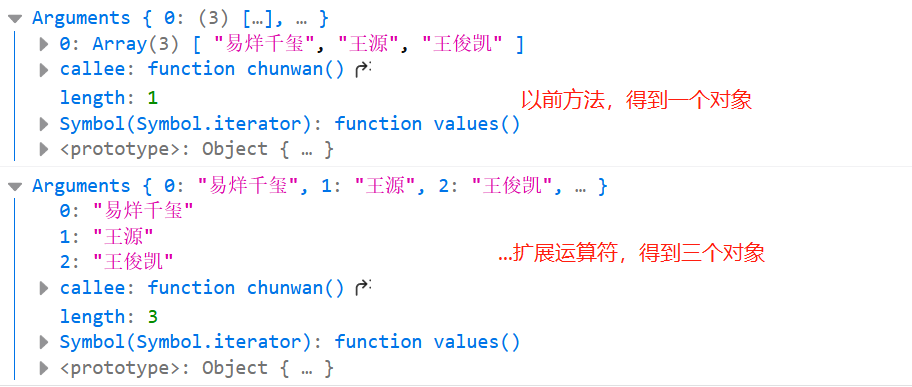 Arguments { 0: (3) […], … }
0: Array(3) [ "易烊千玺", "王源", "王俊凯" ]
callee: function chunwan()
length: 1
以前方法，得到一个对象
Symbol(Symbol.iterator): function values()
<prototype>: Object { … }
Arguments { 0: "易烊千玺", 1: "王源", 2: "王俊凯", … }
0: "易烊千玺"
1: "王源"
2: "王俊凯"
...扩展运算符，得到三个对象
callee: function chunwan()
length: 3
Symbol(Symbol.iterator): function values()
<prototype>: Object { … }